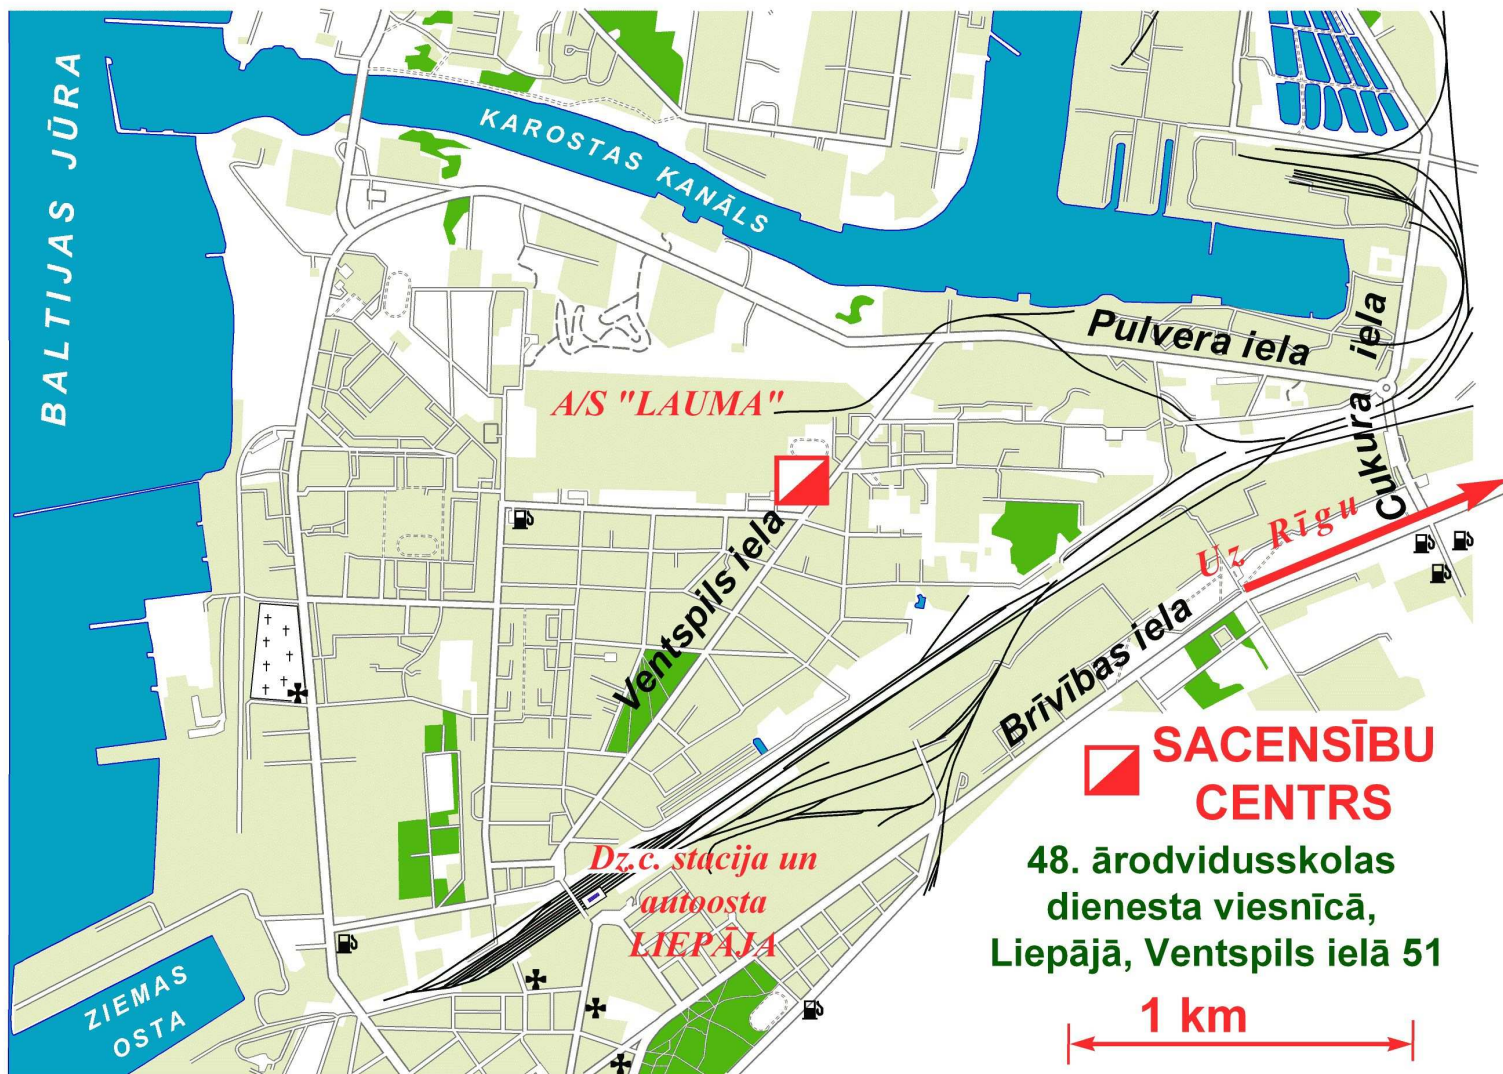 BALTIJAS JŪRA
KAROSTAS KANĀLS
Pulvera iela
Cukura iela
A/S "LAUMA"
Ventspils iela
Uz Rīgu
Brīvības iela
SACENSĪBU
CENTRS
48. ārodvidusskolas
dienesta viesnīcā,
Liepājā, Ventspils ielā 51
1 km
Dz.c. stacija un
autoosta
LIEPĀJA
ZIEMAS
OSTA